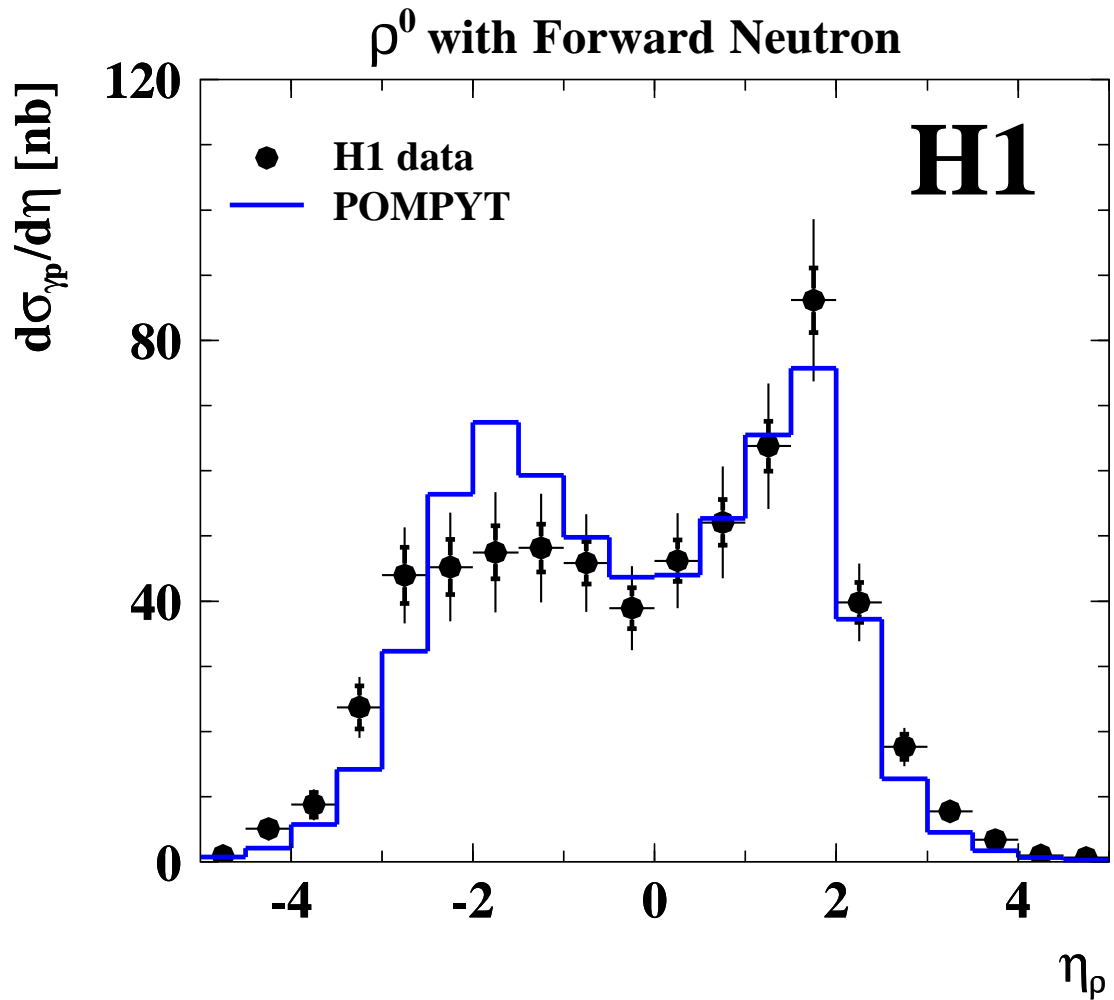 ρ⁰ with Forward Neutron
dσγp/dη [nb]
H1
H1 data
POMPYT
120
80
40
0
-4 -2 0 2 4
ηρ